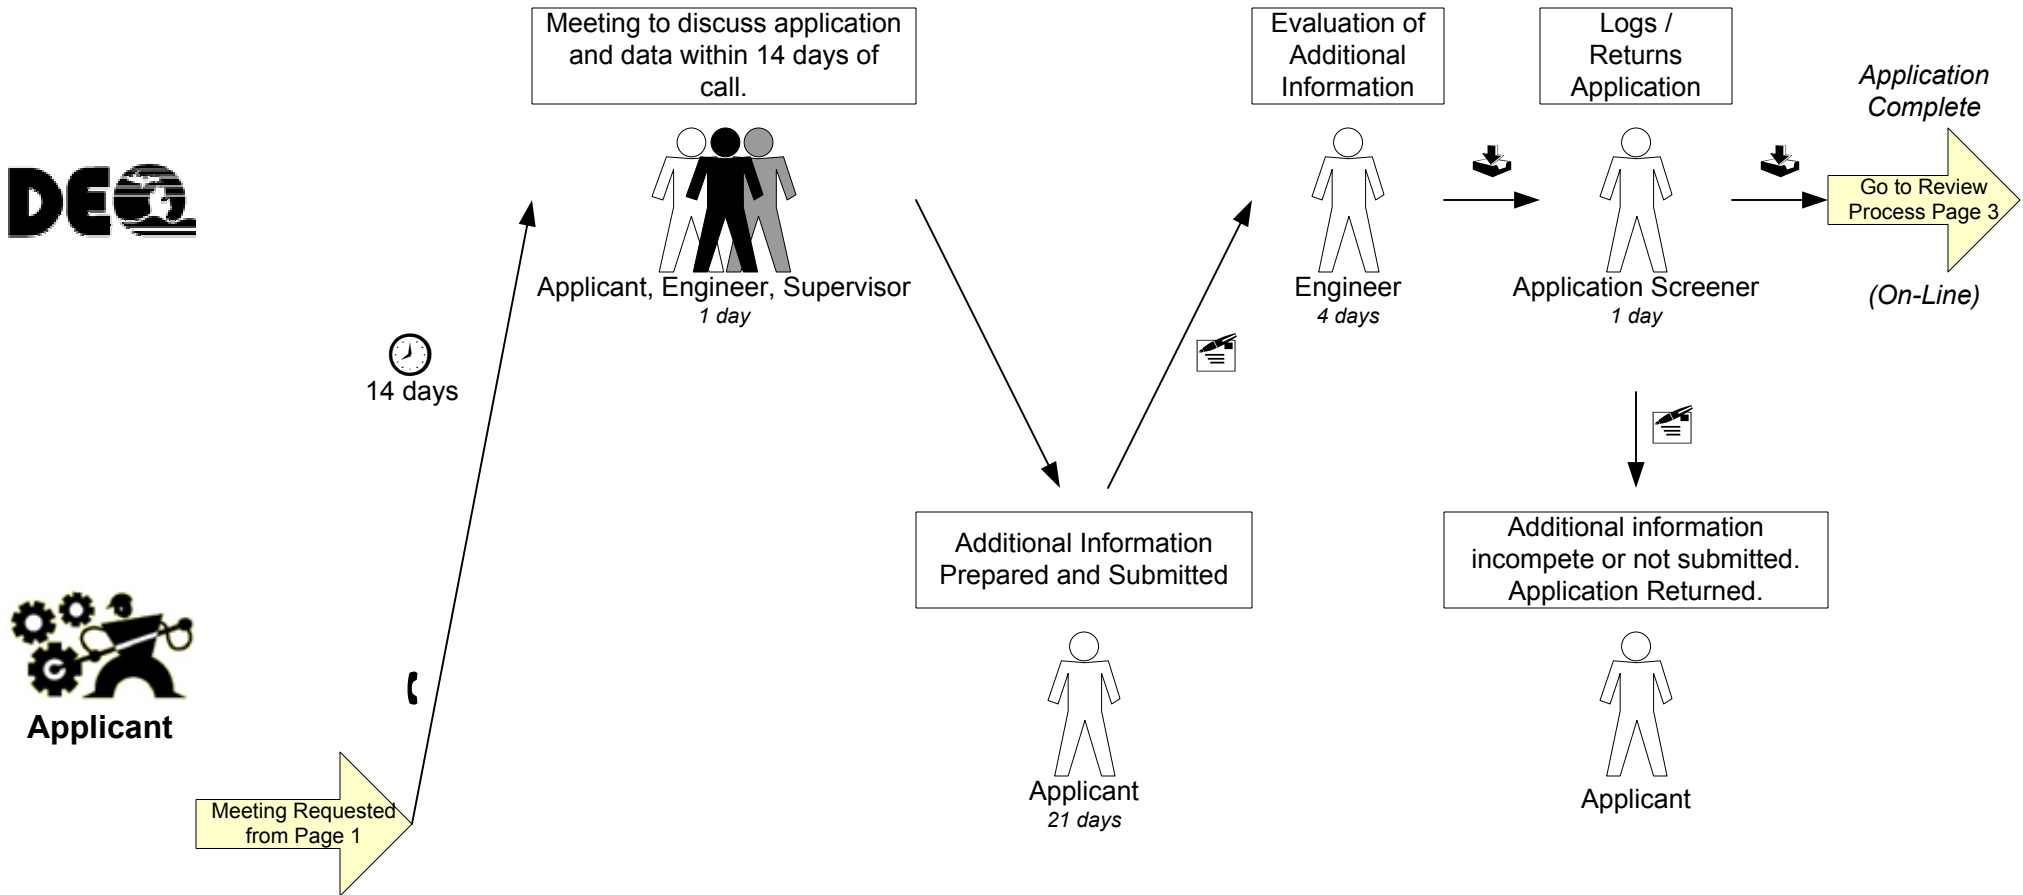 Meeting to discuss application
and data within 14 days of
call.
Evaluation of
Additional
Information
Logs /
Returns
Application
Application
Complete
DEQ
Go to Review
Process Page 3
(On-Line)
Applicant, Engineer, Supervisor
1 day
Engineer
4 days
Application Screener
1 day
14 days
Additional Information
Prepared and Submitted
Additional information
incompete or not submitted.
Application Returned.
Applicant
Applicant
21 days
Applicant
Meeting Requested
from Page 1